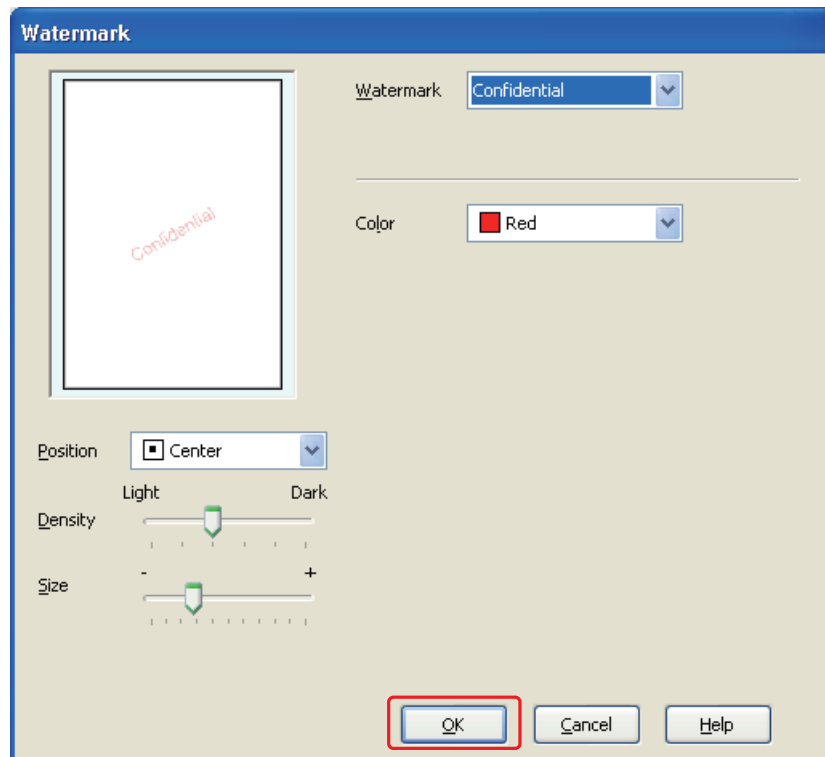 Watermark
Watermark Confidential
Confidential
Color Red
Position Center
Light Dark
Density
- +
Size
OK Cancel Help